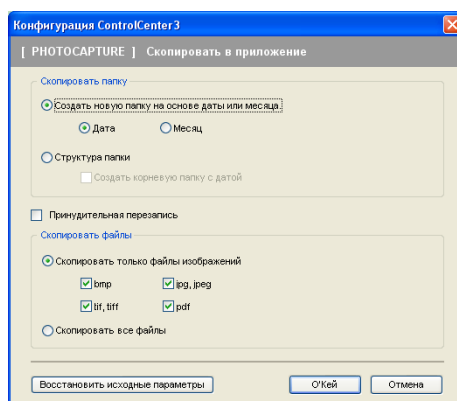 Конфигурация ControlCenter3
[ PHOTOCAPTURE ] Скопировать в приложение
Скопировать папку
Создать новую папку на основе даты или месяца
Дата Месяц
Структура папки
Создать корневую папку с датой
Принудительная перезапись
Скопировать файлы
Скопировать только файлы изображений
bmp jpg, jpeg
tif, tiff pdf
Скопировать все файлы
Восстановить исходные параметры О'Кей Отмена